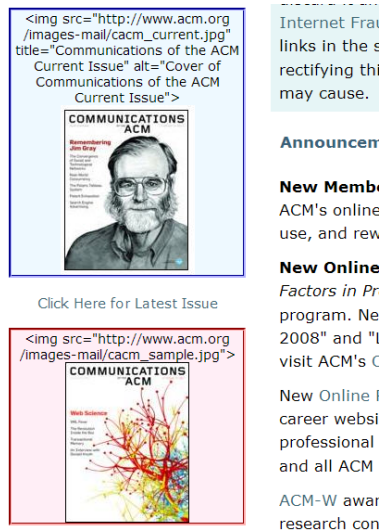 <img src="http://www.acm.org
/images-mail/cacm_current.jpg"
title="Communications of the ACM
Current Issue" alt="Cover of
Communications of the ACM
Current Issue">
COMMUNICATIONS
ACM
Remembering
Jim Gray
Click Here for Latest Issue
<img src="http://www.acm.org
/images-mail/cacm_sample.jpg">
COMMUNICATIONS
ACM
Web Science
Internet Frau
links in the s
rectifying thi
may cause.
Announcem
New Membe
ACM's online
use, and rew
New Online
Factors in Pr
program. Ne
2008" and "L
visit ACM's C
New Online R
career websi
professional
and all ACM
ACM-W awar
research con